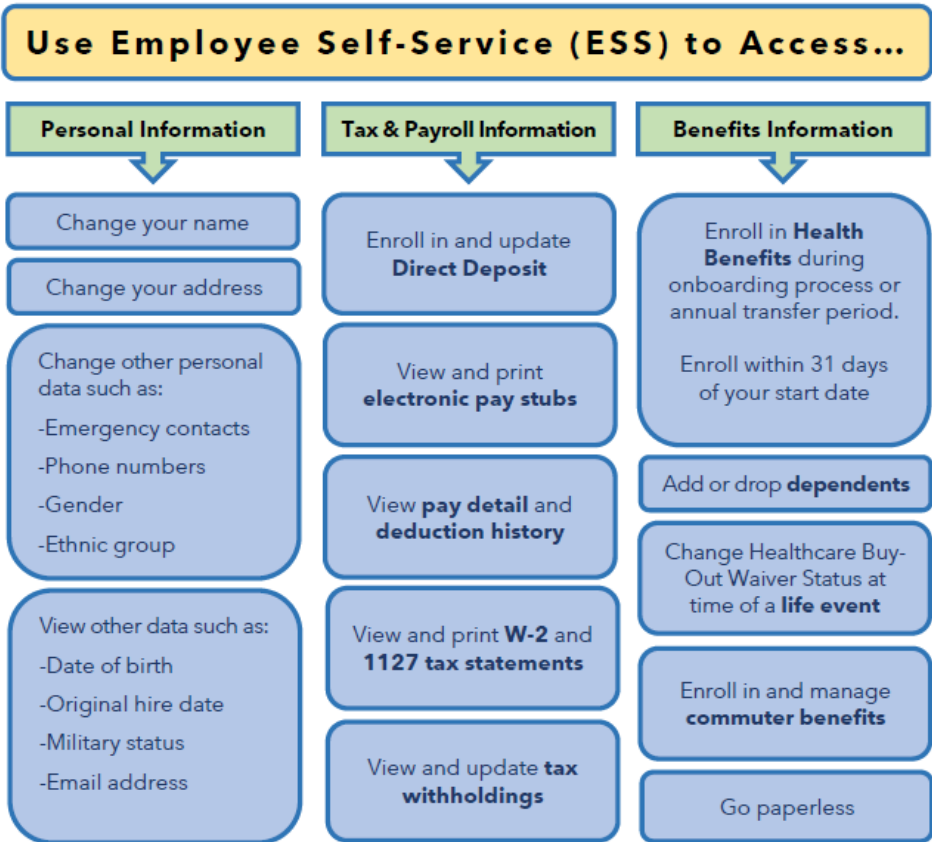 Use Employee Self-Service (ESS) to Access...
Personal Information
Change your name
Change your address
Change other personal
data such as:
-Emergency contacts
-Phone numbers
-Gender
-Ethnic group
View other data such as:
-Date of birth
-Original hire date
-Military status
-Email address
Tax & Payroll Information
Enroll in and update
Direct Deposit
View and print
electronic pay stubs
View pay detail and
deduction history
View and print W-2 and
1127 tax statements
View and update tax
withholdings
Benefits Information
Enroll in Health
Benefits during
onboarding process or
annual transfer period.
Enroll within 31 days
of your start date
Add or drop dependents
Change Healthcare Buy-
Out Waiver Status at
time of a life event
Enroll in and manage
commuter benefits
Go paperless